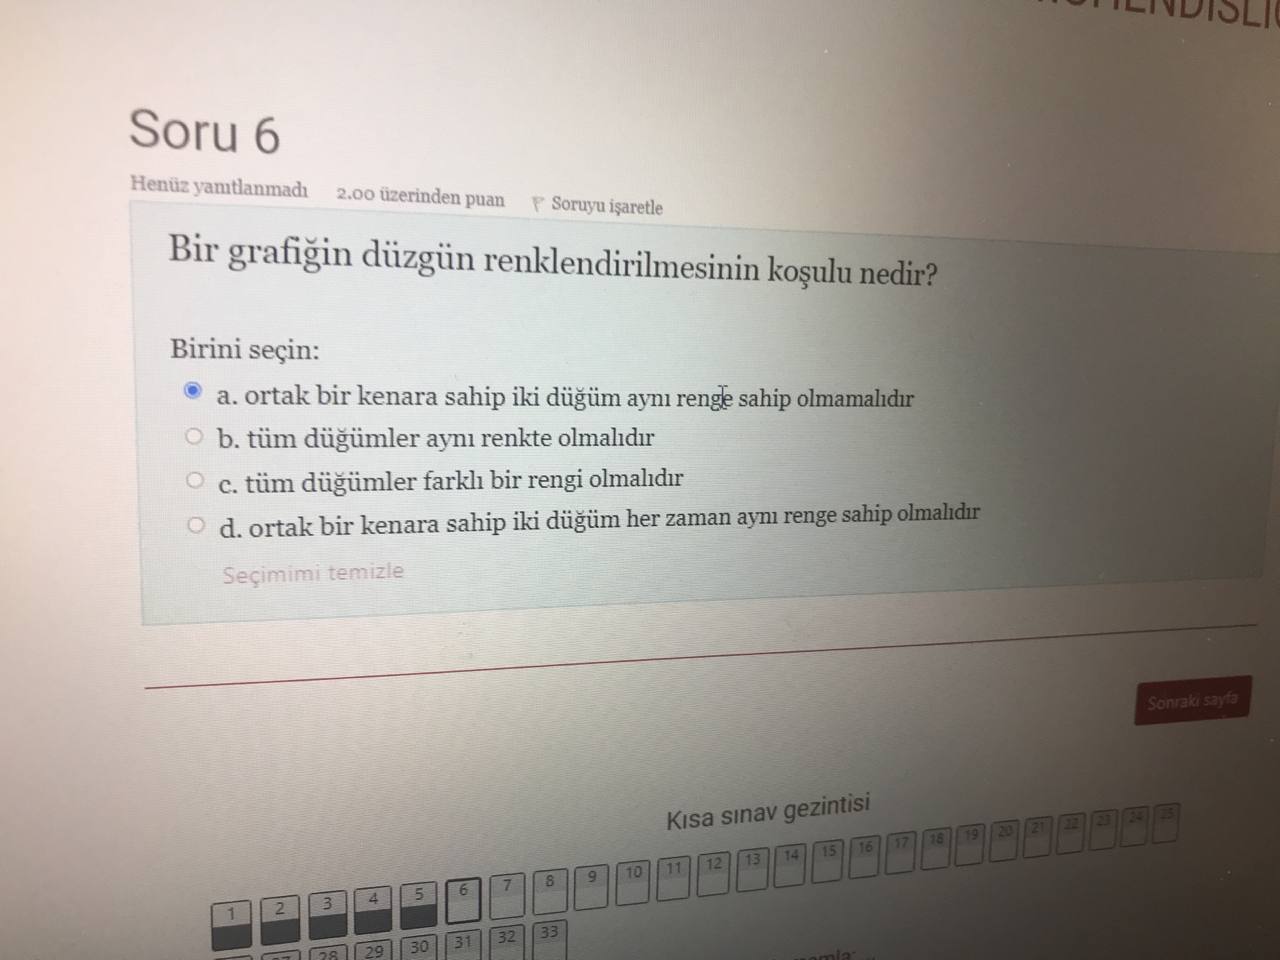 Soru 6
Henüz yanıtlanmadı 2.00 üzerinden puan Soruyu işaretle
Bir grafiğin düzgün renklendirilmesinin koşulu nedir?
Birini seçin:
a. ortak bir kenara sahip iki düğüm aynı renge sahip olmamalıdır
b. tüm düğümler aynı renkte olmalıdır
c. tüm düğümler farklı bir rengi olmalıdır
d. ortak bir kenara sahip iki düğüm her zaman aynı renge sahip olmalıdır
Seçimimi temizle
Sonraki sayfa
Kısa sınav gezintisi
1 2 3 4 5 6 7 8 9 10 11 12 13 14 15 16 17 18 19 20 21 22 23 24 25
28 29 30 31 32 33